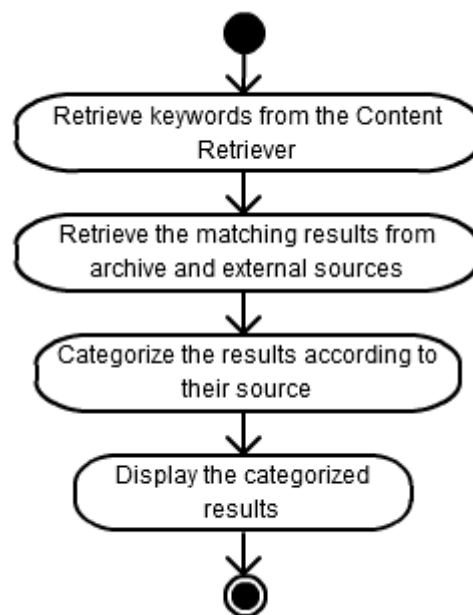 Retrieve keywords from the Content
Retriever
Retrieve the matching results from
archive and external sources
Categorize the results according to
their source
Display the categorized
results